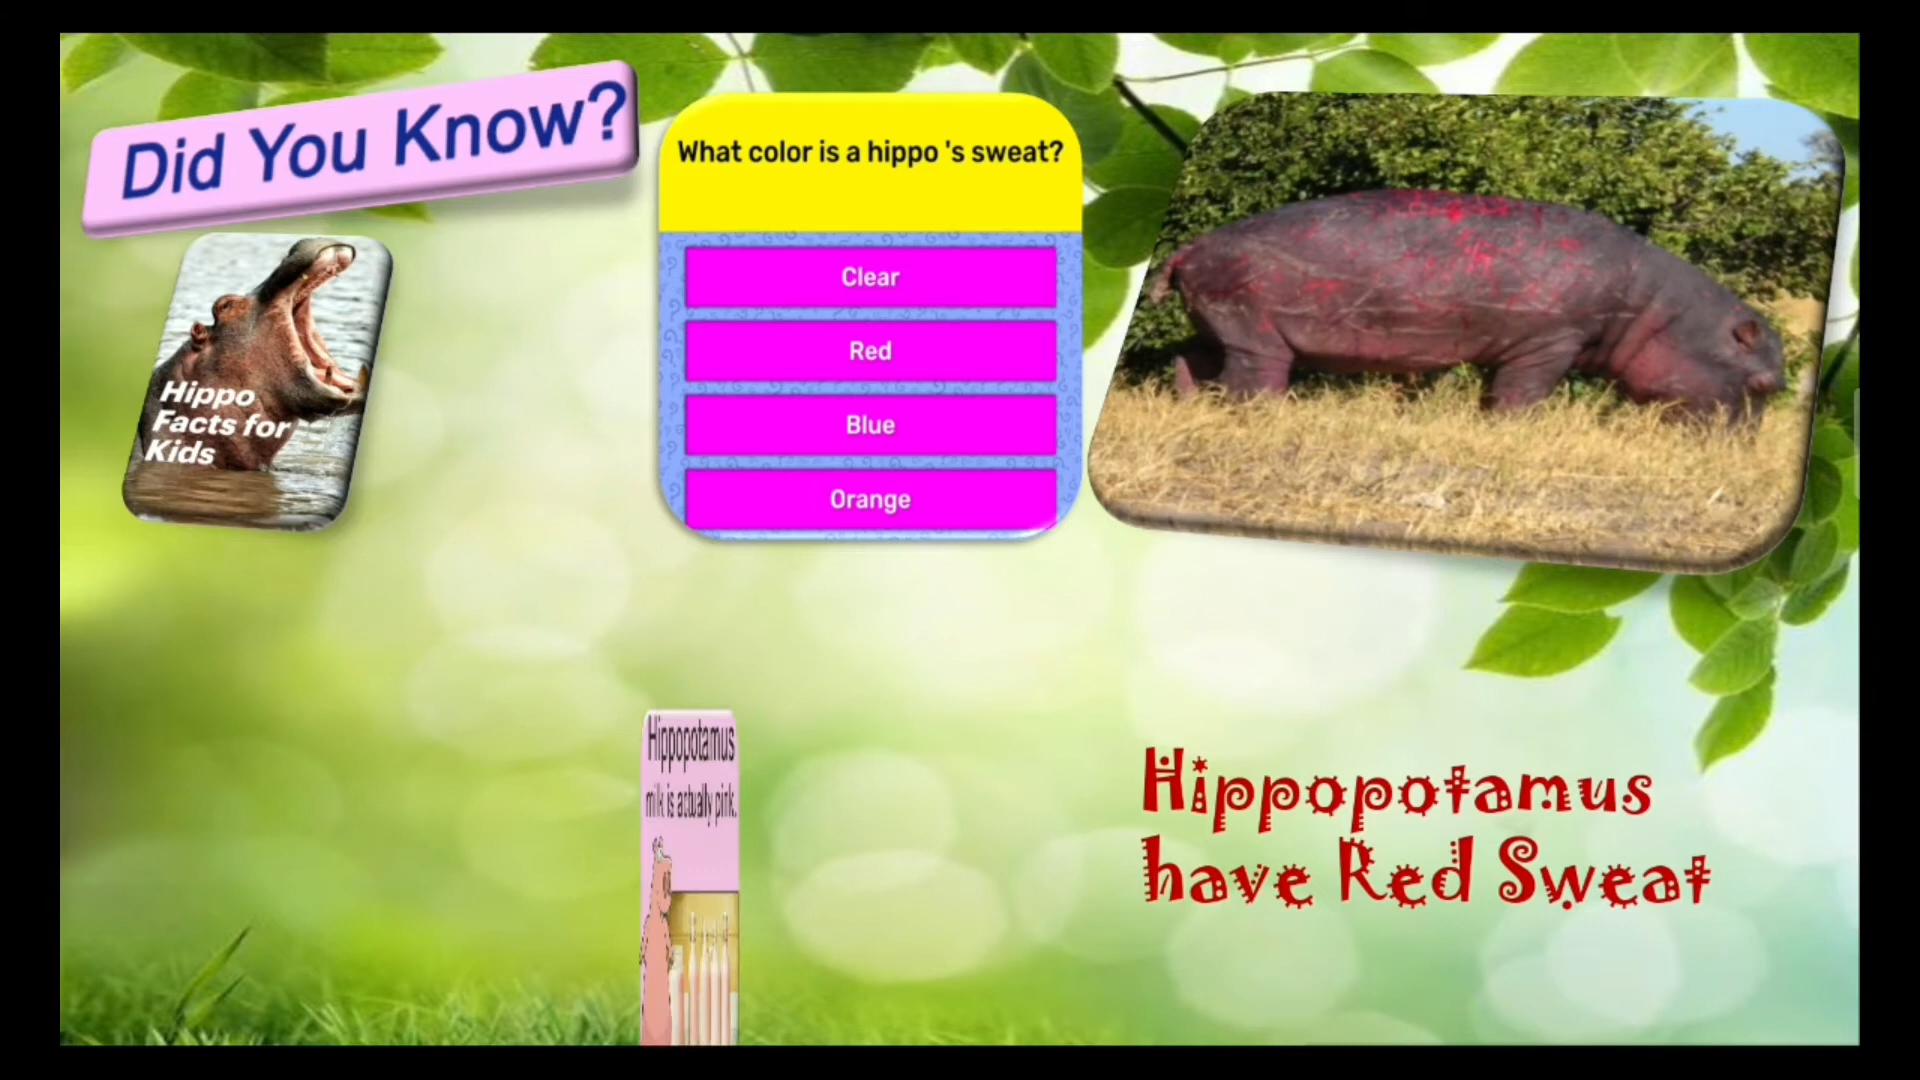 Did You Know?
Hippo
Facts for
Kids
What color is a hippo 's sweat?
Clear
Red
Blue
Orange
Hippopotamus
milk is actually pink.
Hippopotamus
have Red Sweat